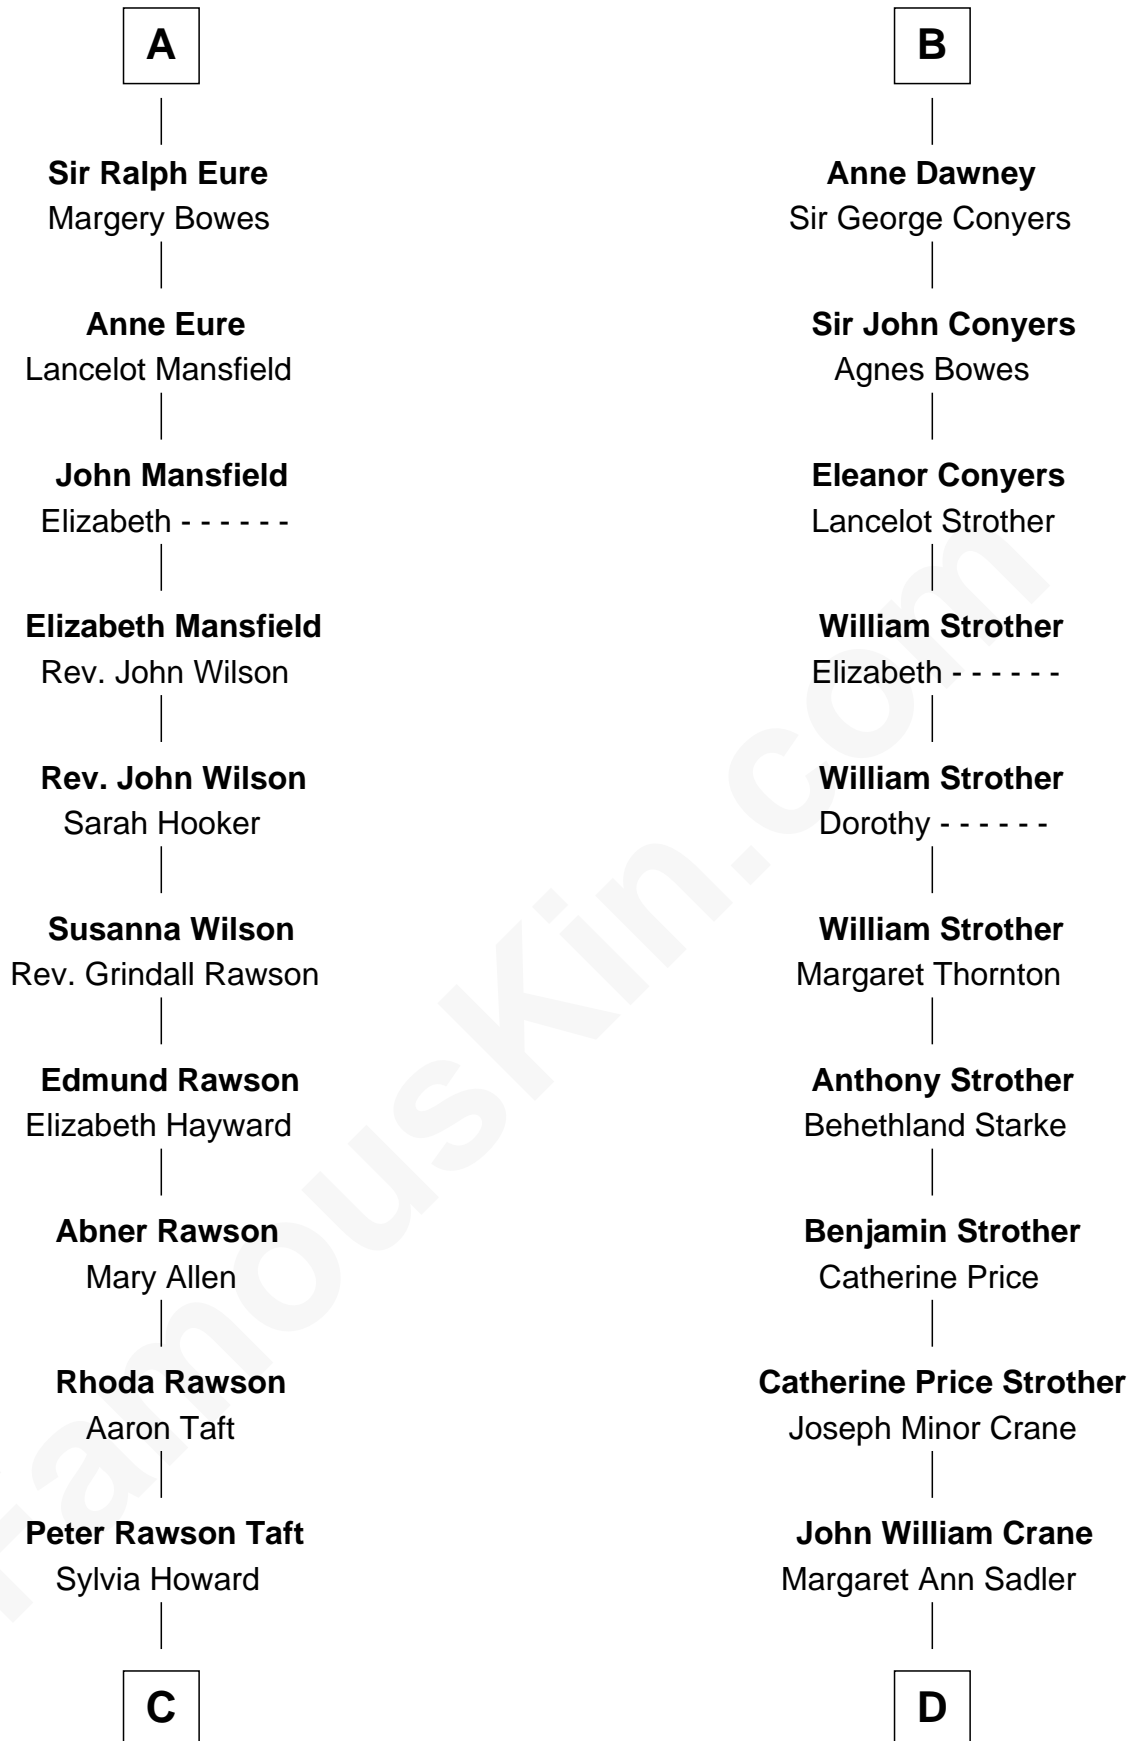 A
Sir Ralph Eure
Margery Bowes
Anne Eure
Lancelot Mansfield
John Mansfield
Elizabeth - - - - - -
Elizabeth Mansfield
Rev. John Wilson
Rev. John Wilson
Sarah Hooker
Susanna Wilson
Rev. Grindall Rawson
Edmund Rawson
Elizabeth Hayward
Abner Rawson
Mary Allen
Rhoda Rawson
Aaron Taft
Peter Rawson Taft
Sylvia Howard
C
B
Anne Dawney
Sir George Conyers
Sir John Conyers
Agnes Bowes
Eleanor Conyers
Lancelot Strother
William Strother
Elizabeth - - - - - -
William Strother
Dorothy - - - - - -
William Strother
Margaret Thornton
Anthony Strother
Behethland Starke
Benjamin Strother
Catherine Price
Catherine Price Strother
Joseph Minor Crane
John William Crane
Margaret Ann Sadler
D
FamousKin.com